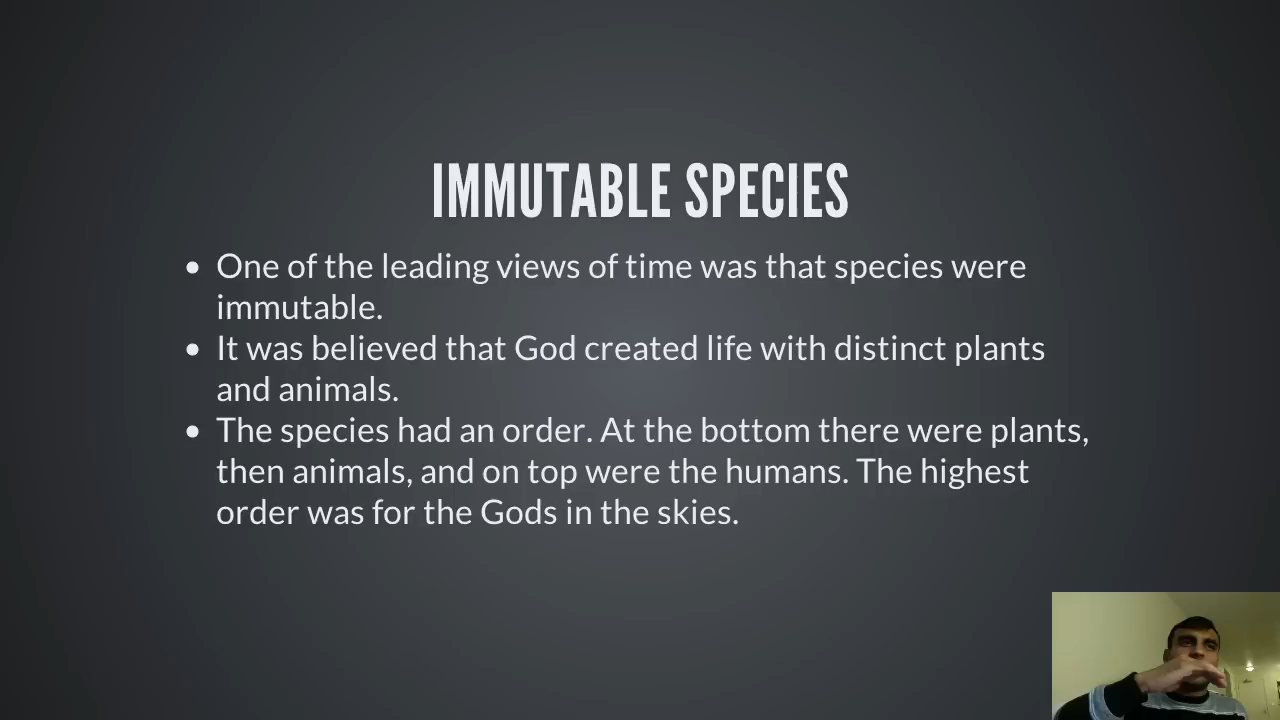 IMMUTABLE SPECIES
• One of the leading views of time was that species were
immutable.
• It was believed that God created life with distinct plants
and animals.
• The species had an order. At the bottom there were plants,
then animals, and on top were the humans. The highest
order was for the Gods in the skies.